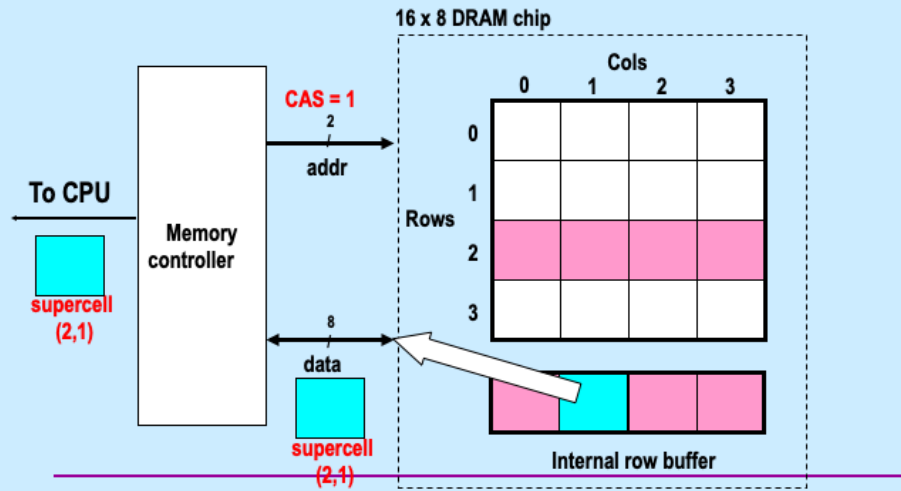 16 x 8 DRAM chip
Cols
0 1 2 3
CAS = 1
2
addr
0
1
To CPU
Rows
Memory
controller
2
supercell
(2,1)
3
8
data
supercell
(2,1)
Internal row buffer